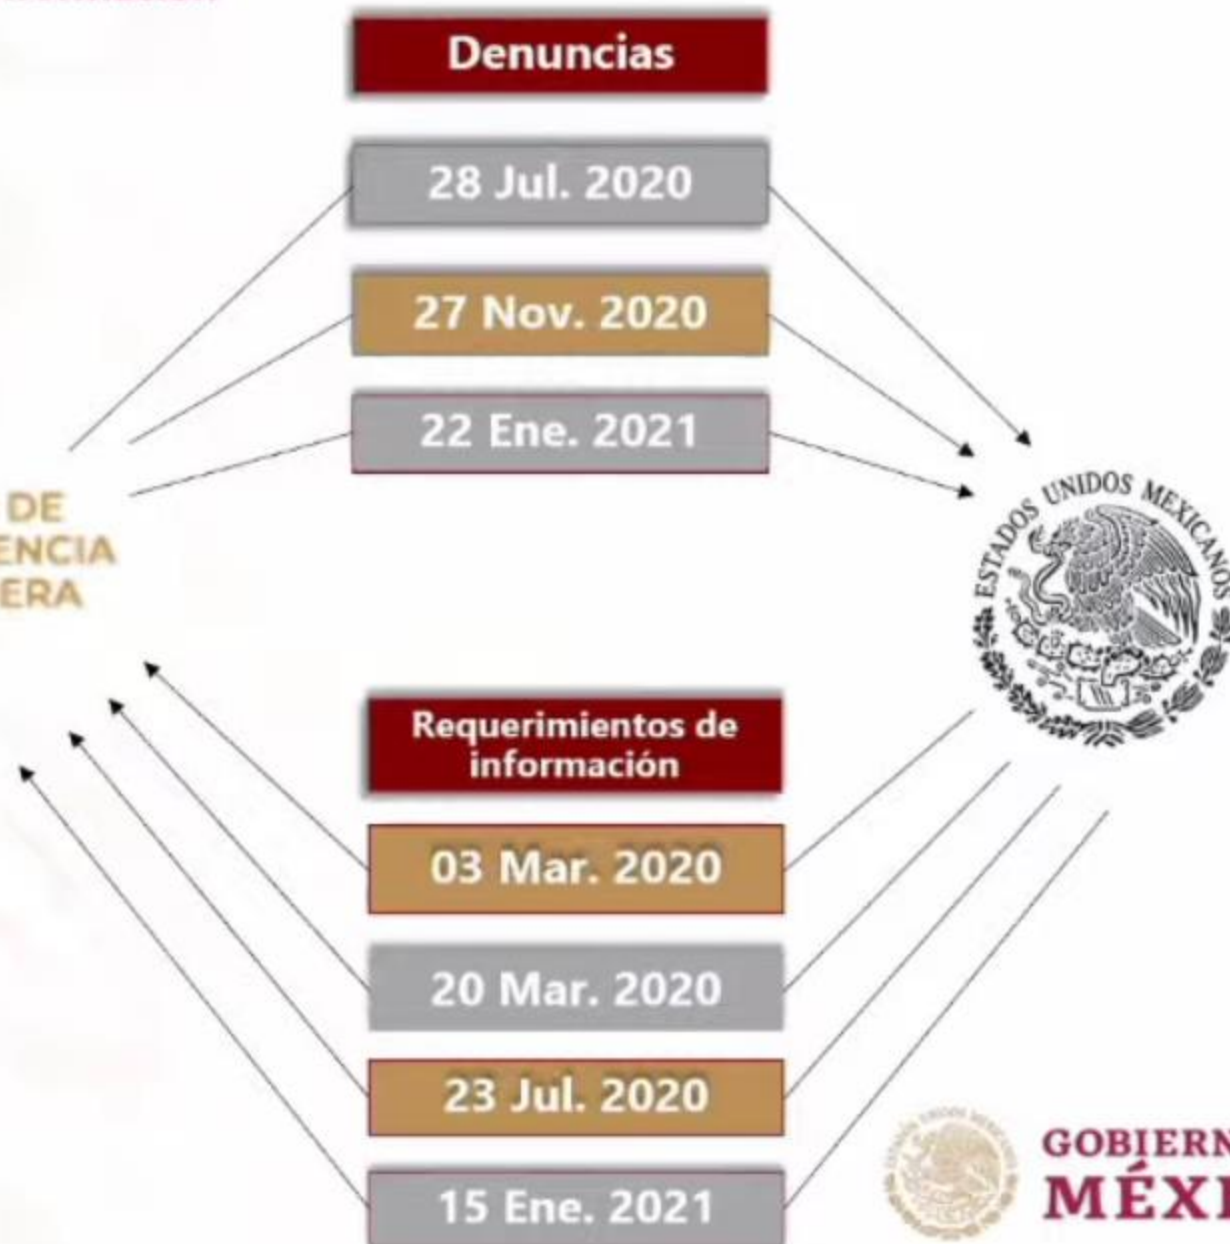 Denuncias
28 Jul. 2020
27 Nov. 2020
22 Ene. 2021
DE
ENCIA
ERA
ESTADOS UNIDOS MEXICANOS
Requerimientos de
información
03 Mar. 2020
20 Mar. 2020
23 Jul. 2020
15 Ene. 2021
GOBIERN
MÉXI